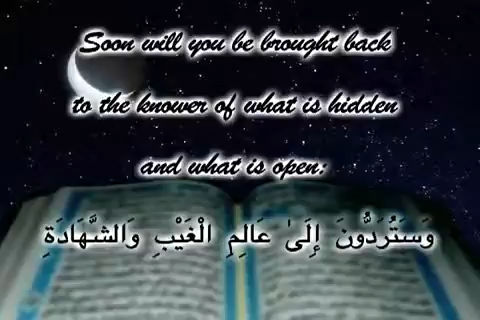 Soon will you be brought back
to the knower of what is hidden
and what is open:
وَسَتُرَدُّونَ إِلَىٰ عَالِمِ الْغَيْبِ وَالشَّهَادَةِ